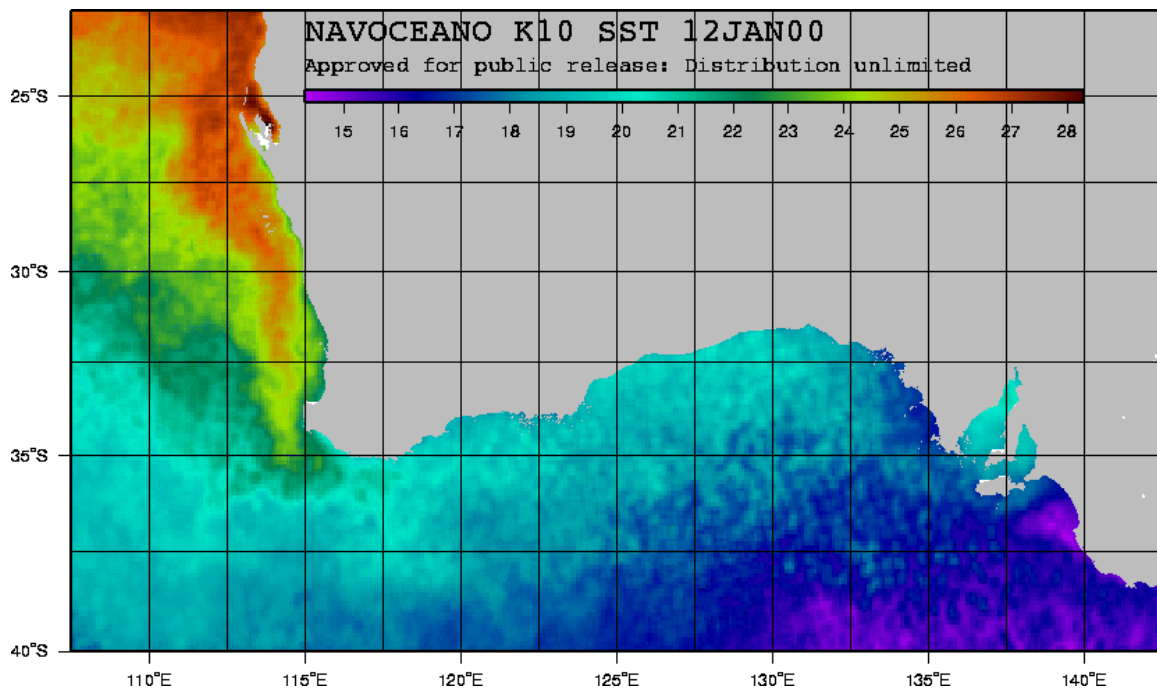 NAVOCEANO K10 SST 12JAN00
Approved for public release: Distribution unlimited
15 16 17 18 19 20 21 22 23 24 25 26 27 28
25°S
30°S
35°S
40°S
110°E 115°E 120°E 125°E 130°E 135°E 140°E